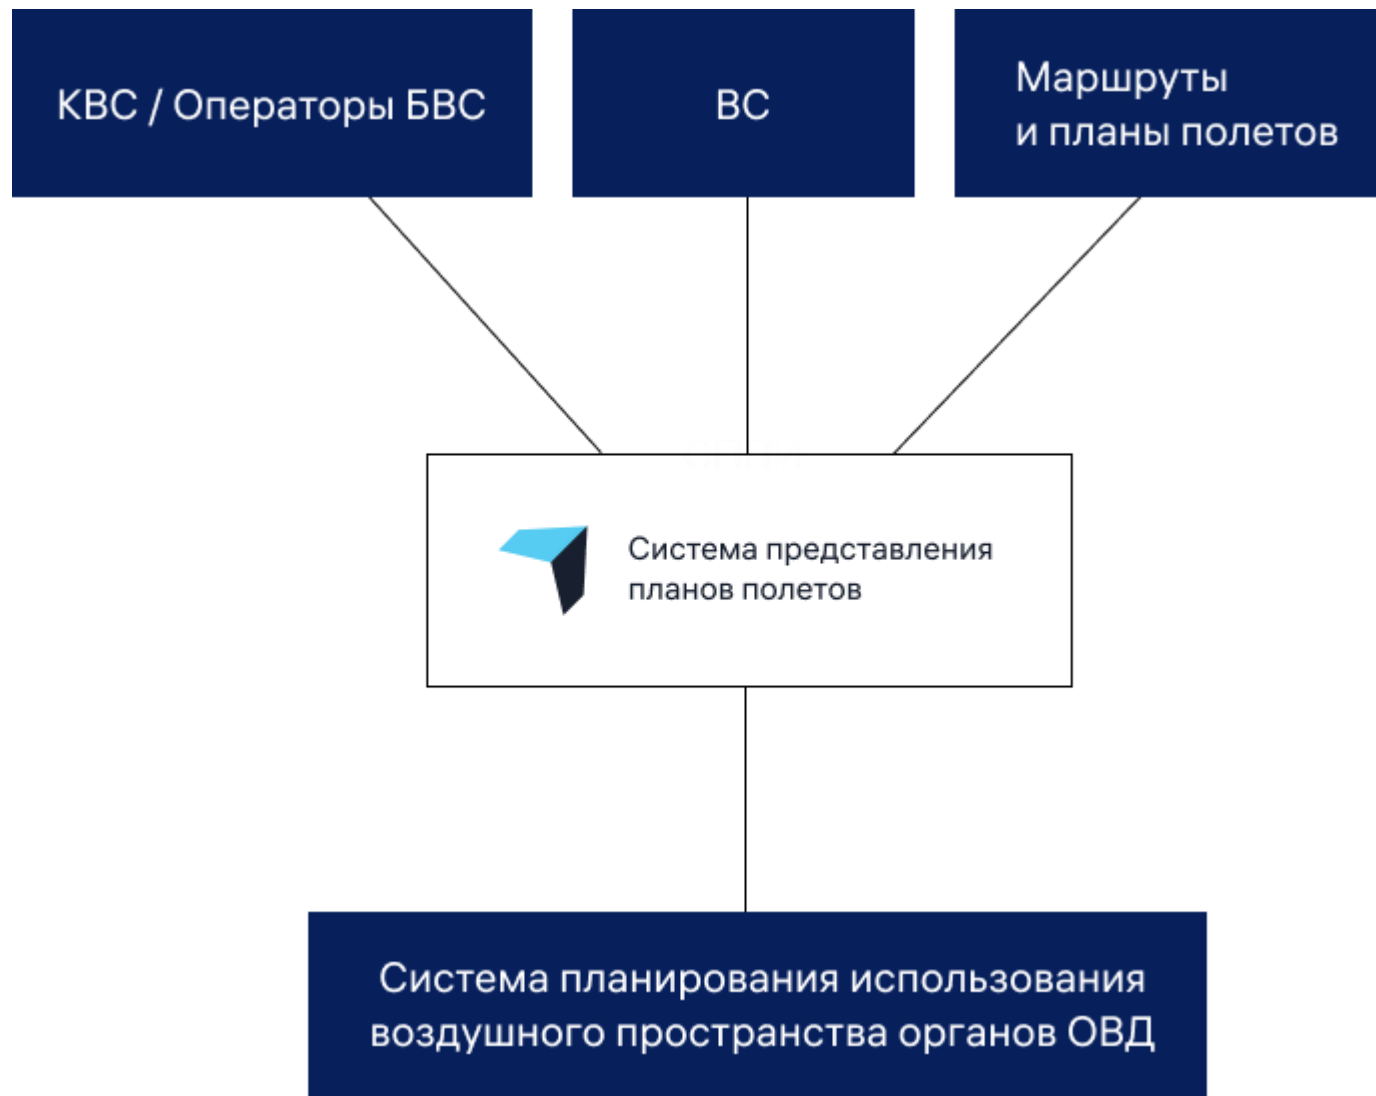 КВС / Операторы БВС
ВС
Маршруты
и планы полетов
Система представления
планов полетов
Система планирования использования
воздушного пространства органов ОВД